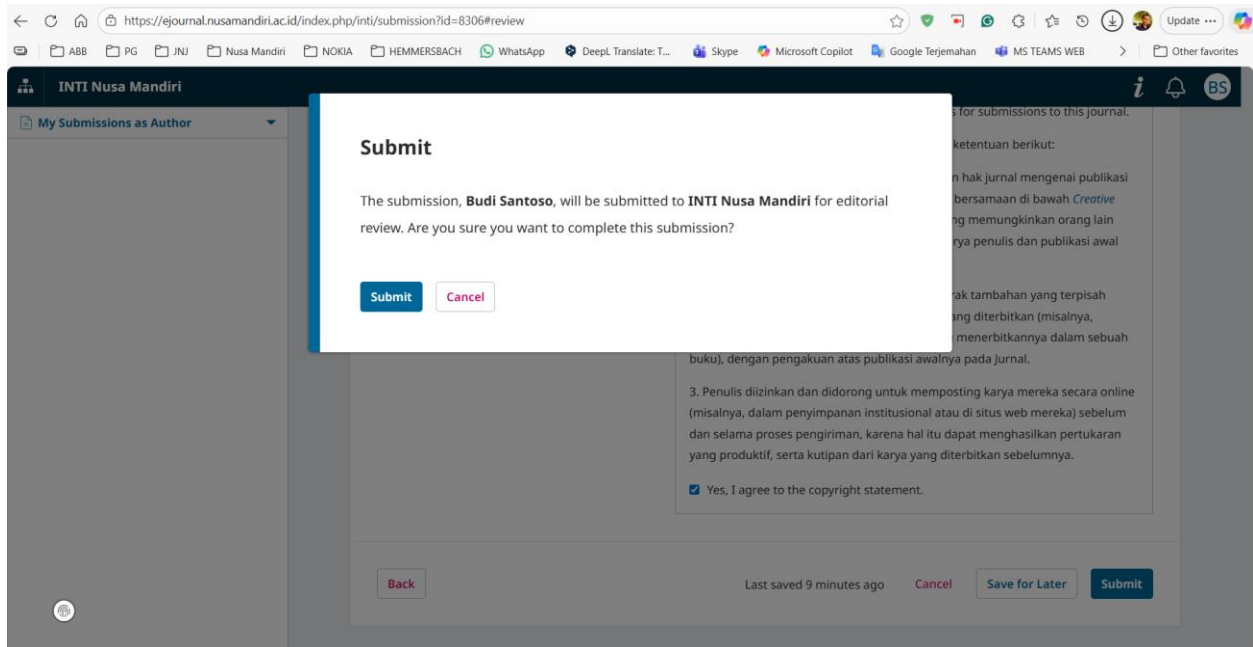 https://ejournal.nusamandiri.ac.id/index.php/inti/submission?id=8306#review
Update
ABB PG JNJ Nusa Mandiri NOKIA HEMMERSBACH WhatsApp DeepL Translate: T... Skype Microsoft Copilot Google Terjemahan MS TEAMS WEB Other favorites
INTI Nusa Mandiri
BS
My Submissions as Author
Submit
The submission, Budi Santoso, will be submitted to INTI Nusa Mandiri for editorial
review. Are you sure you want to complete this submission?
Submit Cancel
for submissions to this journal.
ketentuan berikut:
hak jurnal mengenai publikasi
bersamaan di bawah Creative
memungkinkan orang lain
penulis dan publikasi awal
tambahan yang terpisah
diterbitkan (misalnya,
menerbitkannya dalam sebuah
buku), dengan pengakuan atas publikasi awalnya pada Jurnal.
3. Penulis diizinkan dan didorong untuk memposting karya mereka secara online
(misalnya, dalam penyimpanan institusional atau di situs web mereka) sebelum
dan selama proses pengiriman, karena hal itu dapat menghasilkan pertukaran
yang produktif, serta kutipan dari karya yang diterbitkan sebelumnya.
Yes, I agree to the copyright statement.
Back Last saved 9 minutes ago Cancel Save for Later Submit